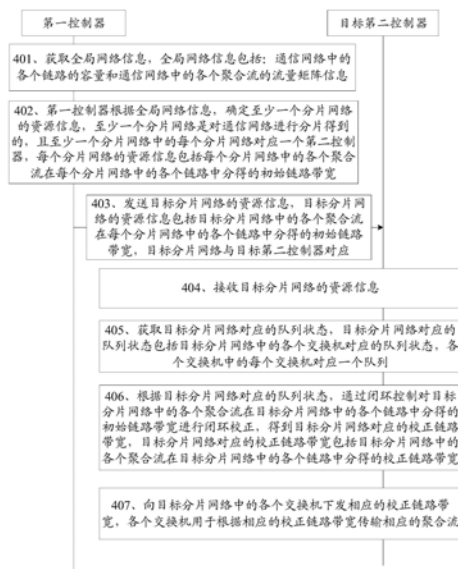 第一控制器
目标第二控制器
401、获取全局网络信息，全局网络信息包括：通信网络中的
各个链路的容量和通信网络中的各个聚合流的流量矩阵信息
402、第一控制器根据全局网络信息，确定至少一个分片网络
的资源信息，至少一个分片网络是对通信网络进行分片得到
的，且至少一个分片网络中的每个分片网络对应一个第二控制
器，每个分片网络的资源信息包括每个分片网络中的各个聚合
流在每个分片网络中的各个链路中分得的初始链路带宽
403、发送目标分片网络的资源信息，目标分片网
络的资源信息包括目标分片网络中的各个聚合流
在每个分片网络中的各个链路中分得的初始链路
带宽，目标分片网络与目标第二控制器对应
404、接收目标分片网络的资源信息
405、获取目标分片网络对应的队列状态，目标分片网络对应的
队列状态包括目标分片网络中的各交换机对应的队列状态，各
个交换机中的每个交换机对应一个队列
406、根据目标分片网络对应的队列状态，通过闭环控制对目标
分片网络中的各个聚合流在目标分片网络中的各个链路中分得的
初始链路带宽进行闭环校正，得到目标分片网络对应的校正链路
带宽，目标分片网络对应的校正链路带宽包括目标分片网络中的
各个聚合流在目标分片网络中的各个链路中分得的校正链路带宽
407、向目标分片网络中的各个交换机下发相应的校正链路带
宽，各个交换机用于根据相应的校正链路带宽传输相应的聚合流